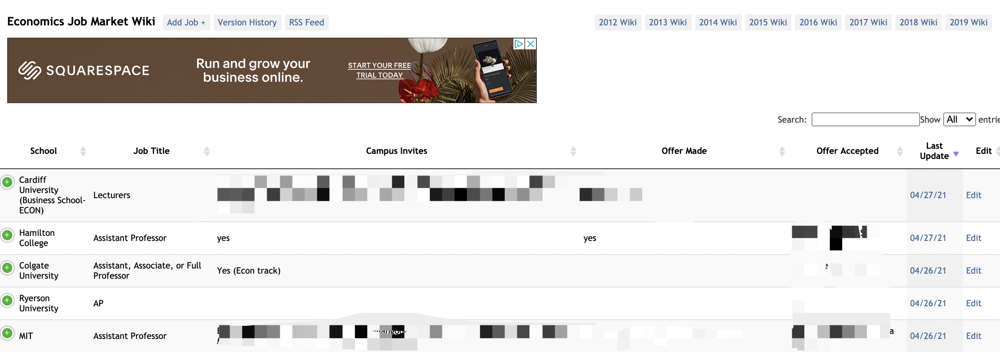 Economics Job Market Wiki Add Job + Version History RSS Feed 2012 Wiki 2013 Wiki 2014 Wiki 2015 Wiki 2016 Wiki 2017 Wiki 2018 Wiki 2019 Wiki
SQUARESPACE
Run and grow your
business online.
START YOUR FREE
TRIAL TODAY
Search: Show All entrie
School Job Title Campus Invites Offer Made Offer Accepted Last
Update Edit
Cardiff
University
(Business School-
ECON)
Lecturers 04/27/21 Edit
Hamilton
College
Assistant Professor yes yes 04/27/21 Edit
Colgate
University
Assistant, Associate, or Full
Professor
Yes (Econ track) 04/26/21 Edit
Ryerson
University
AP 04/26/21 Edit
MIT Assistant Professor 04/26/21 Edit